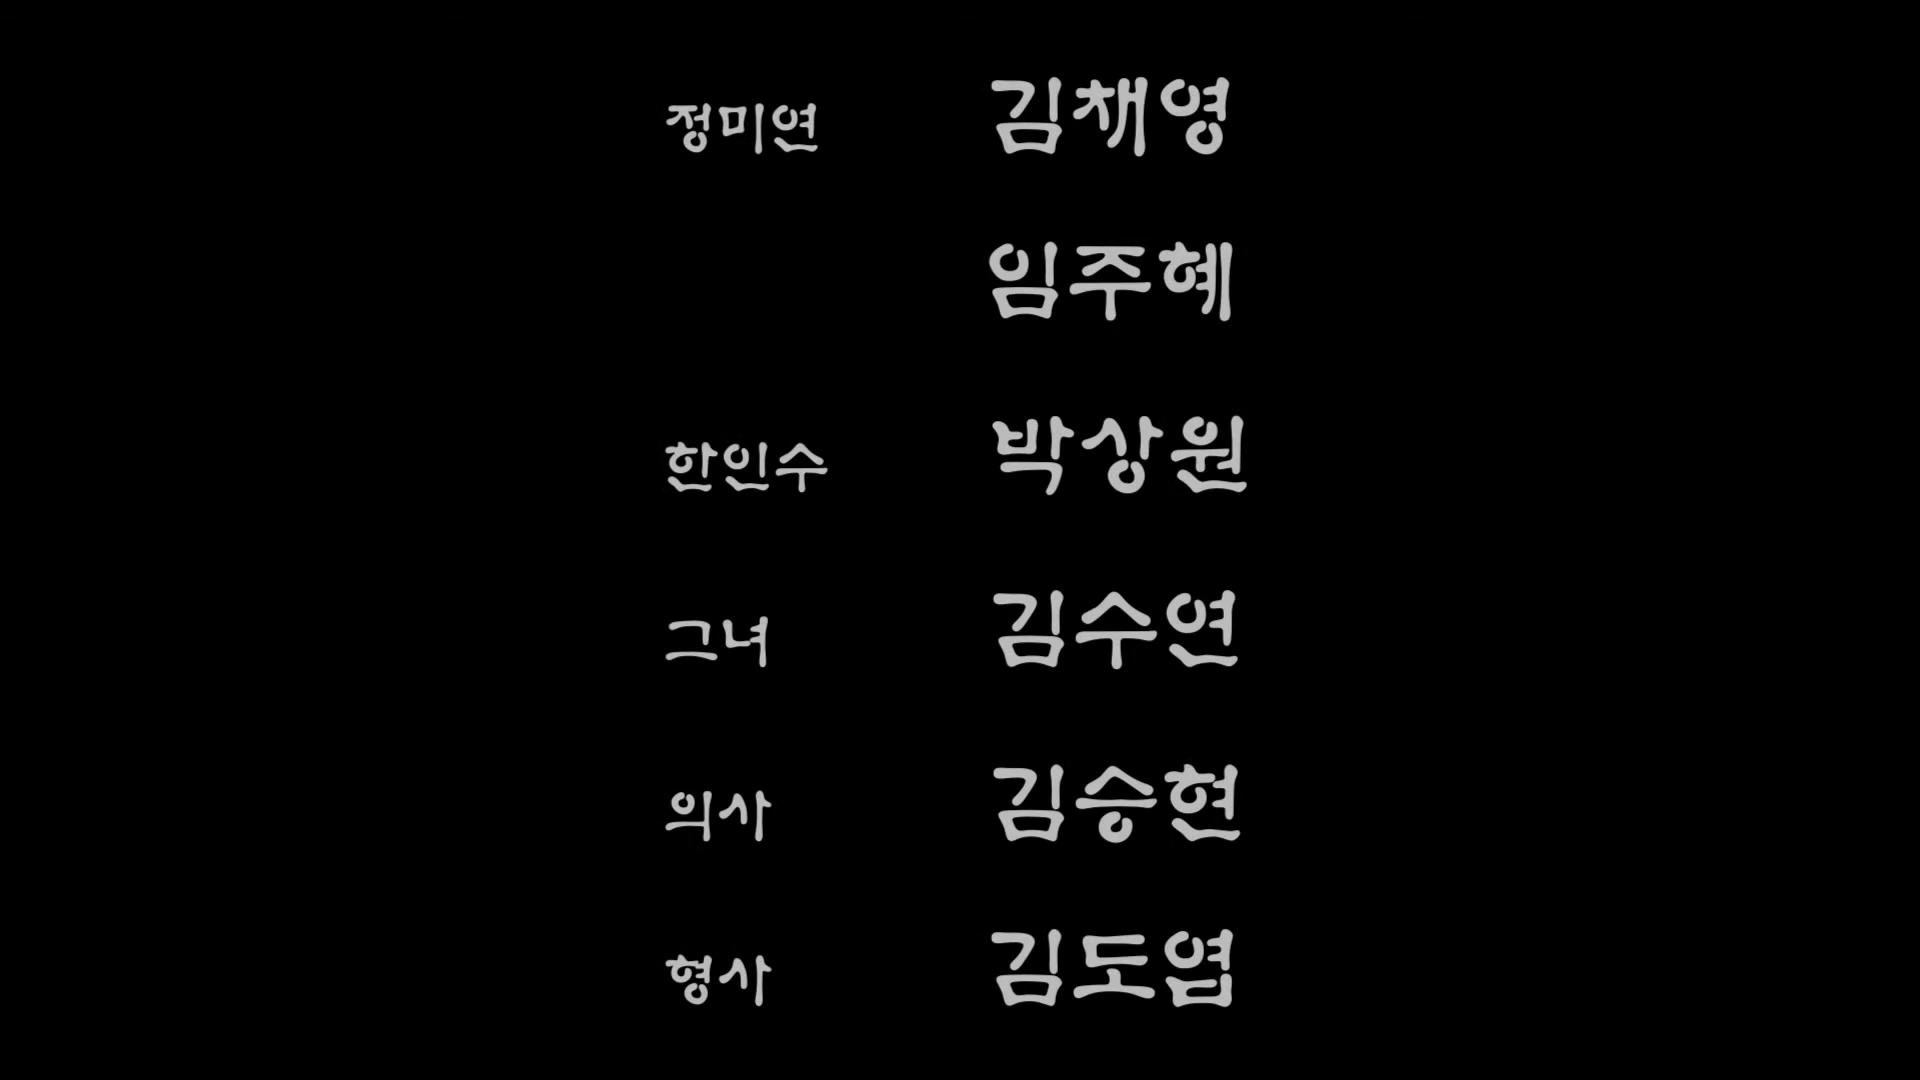 정미연 김채영
임주혜
한인수 박상원
그녀 김수연
의사 김승현
형사 김도엽